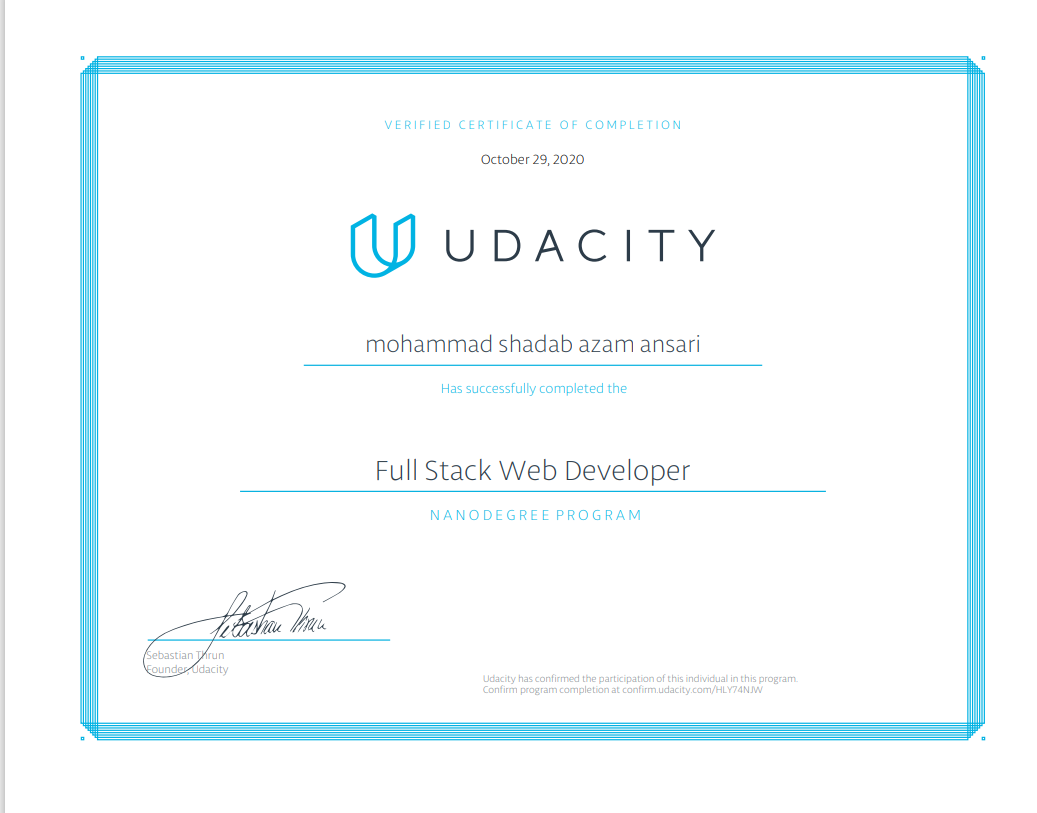 VERIFIED CERTIFICATE OF COMPLETION
October 29, 2020
UDACITY
mohammad shadab azam ansari
Has successfully completed the
Full Stack Web Developer
NANODEGREE PROGRAM
Sebastian Thrun
Sebastian Thrun
Founder, Udacity
Udacity has confirmed the participation of this individual in this program.
Confirm program completion at confirm.udacity.com/HLY74NJW